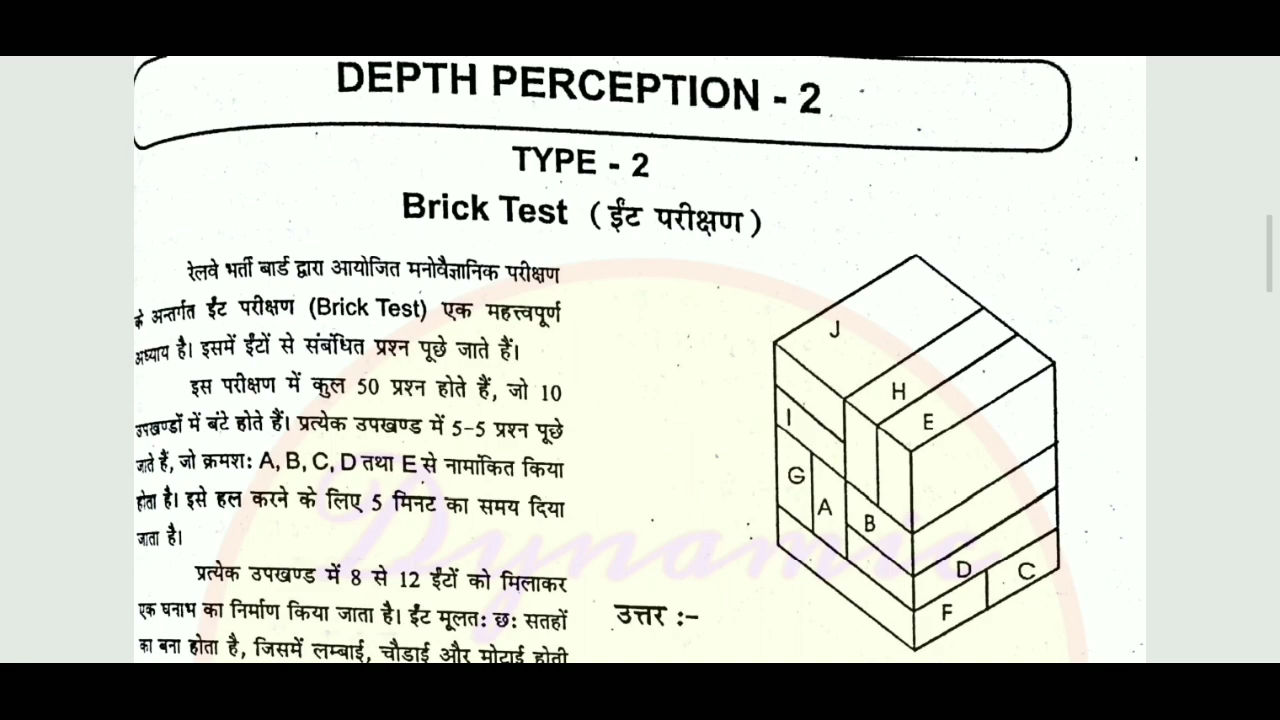 DEPTH PERCEPTION - 2
TYPE - 2
Brick Test ( ईंट परीक्षण )
रेलवे भर्ती बार्ड द्वारा आयोजित मनोवैज्ञानिक परीक्षण
के अन्तर्गत ईंट परीक्षण (Brick Test) एक महत्त्वपूर्ण
अध्याय है। इसमें ईंटों से संबंधित प्रश्न पूछे जाते हैं।
इस परीक्षण में कुल 50 प्रश्न होते हैं, जो 10
उपखण्डों में बंटे होते हैं। प्रत्येक उपखण्ड में 5-5 प्रश्न पूछे
जाते हैं, जो क्रमश: A, B, C, D तथा E से नामांकित किया
होता है। इसे हल करने के लिए 5 मिनट का समय दिया
जाता है।
प्रत्येक उपखण्ड में 8 से 12 ईंटों को मिलाकर
एक घनाभ का निर्माण किया जाता है। ईंट मूलत: छ: सतहों
का बना होता है, जिसमें लम्बाई, चौड़ाई और मोटाई होती
J
H
E
I
G
A
B
D
C
F
उत्तर :-
Dynamic